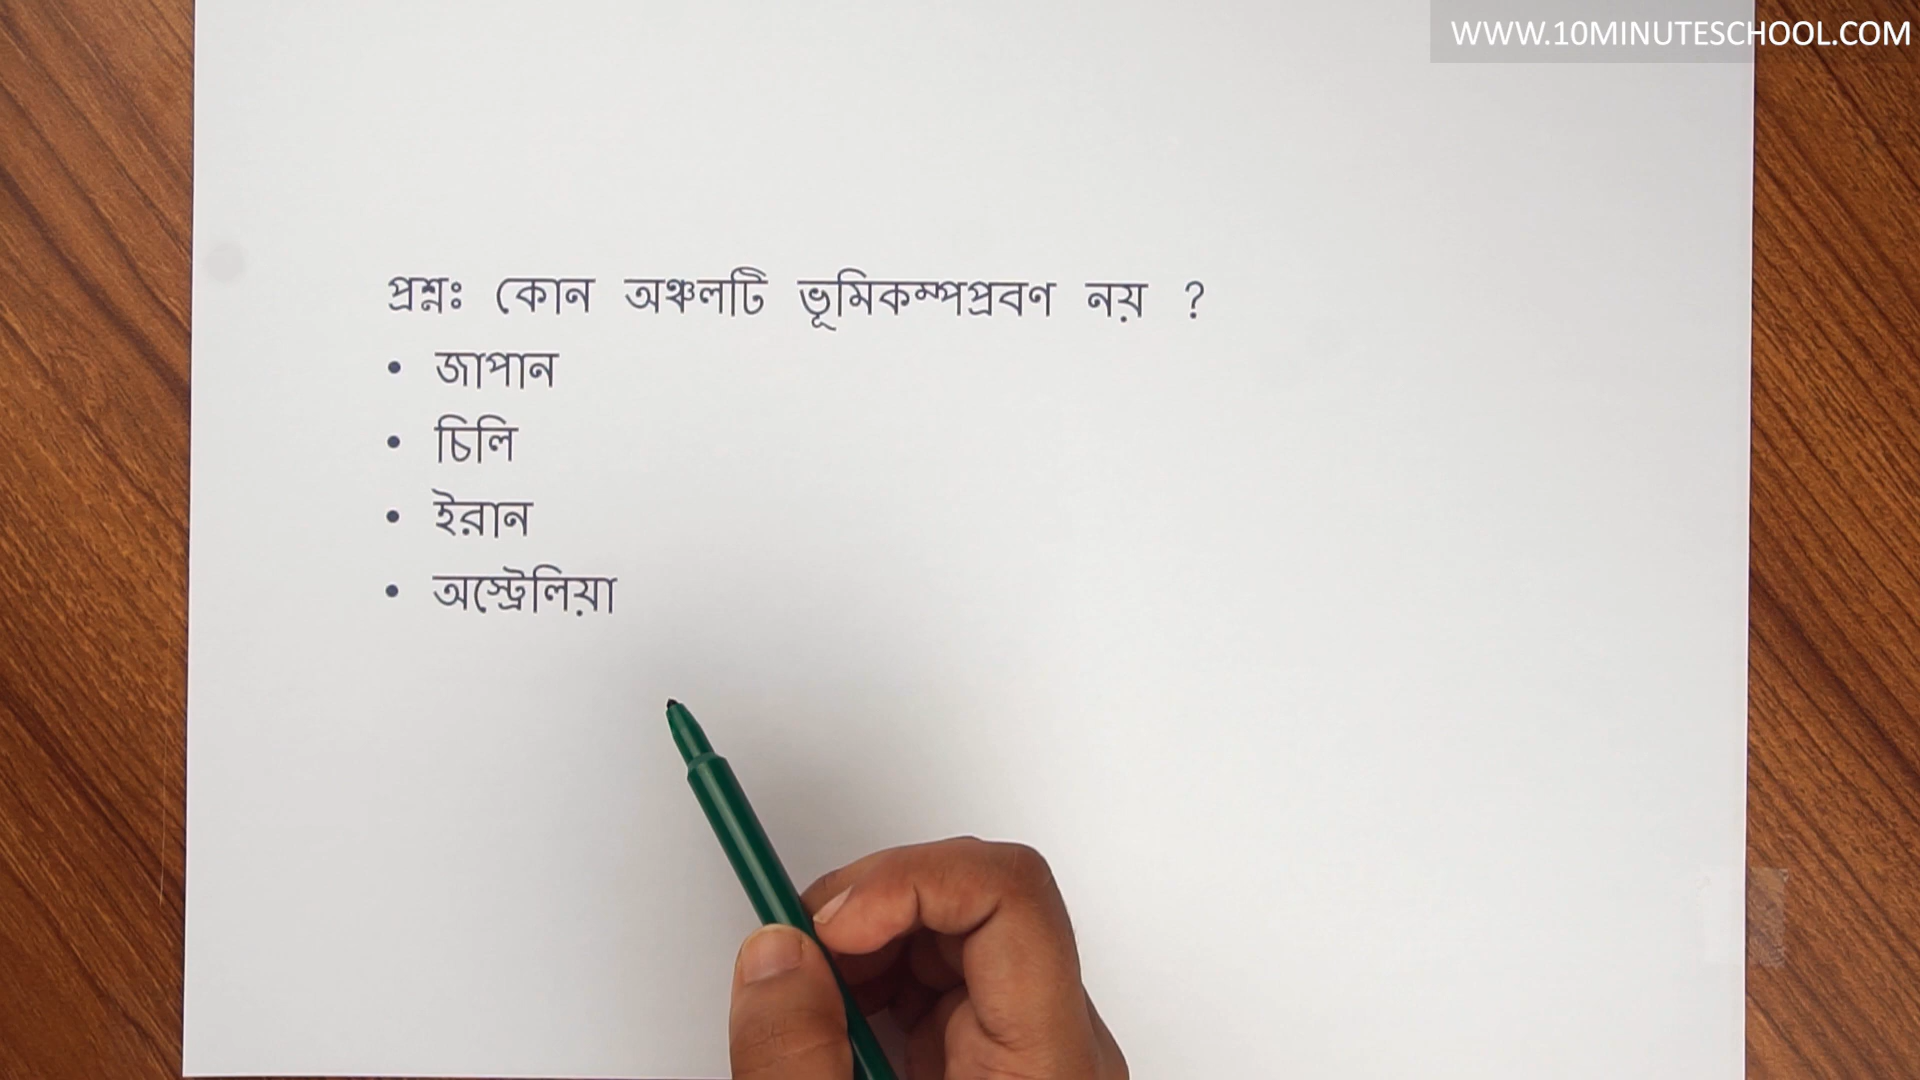 WWW.10MINUTESCHOOL.COM
প্রশ্নঃ কোন অঞ্চলটি ভূমিকম্পপ্রবণ নয় ?
• জাপান
• চিলি
• ইরান
• অস্ট্রেলিয়া